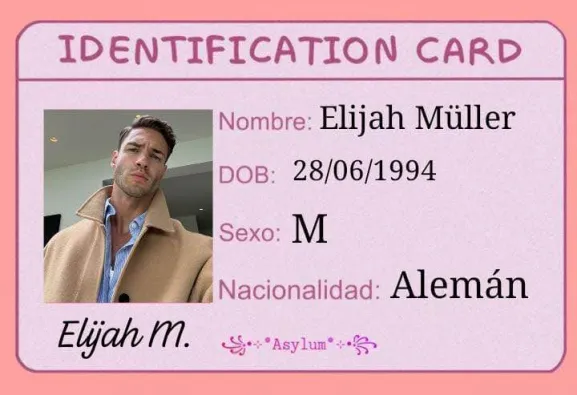 IDENTIFICATION CARD
Nombre: Elijah Müller
DOB: 28/06/1994
Sexo: M
Nacionalidad: Alemán
Elijah M.
꧁•⊹٭Asylum٭⊹•꧂